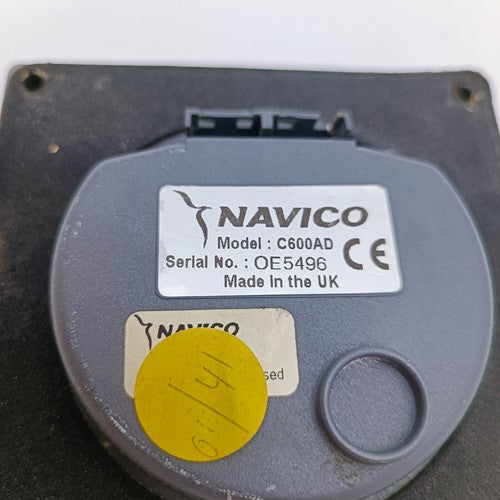 NAVICO
Model : C600AD
Serial No. : OE5496
CE
Made in the UK
NAVICO
sed